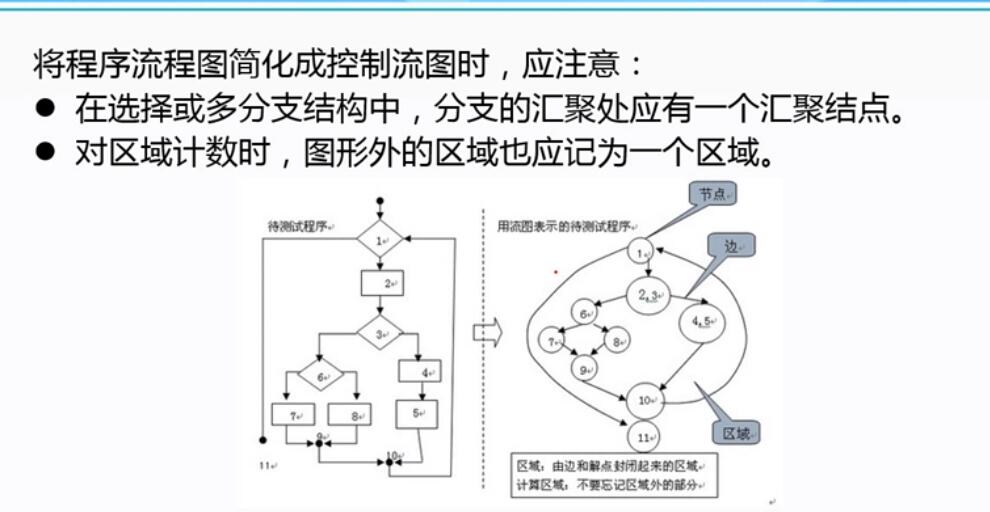 将程序流程图简化成控制流图时，应注意：
● 在选择或多分支结构中，分支的汇聚处应有一个汇聚结点。
● 对区域计数时，图形外的区域也应记为一个区域。
待测试程序
1
2
3
6
4
7
8
5
9
10
11
用流图表示的待测试程序
节点
边
1
2,3
4,5
6
7
8
9
10
11
区域
区域：由边和解点封闭起来的区域
计算区域：不要忘记区域外的部分